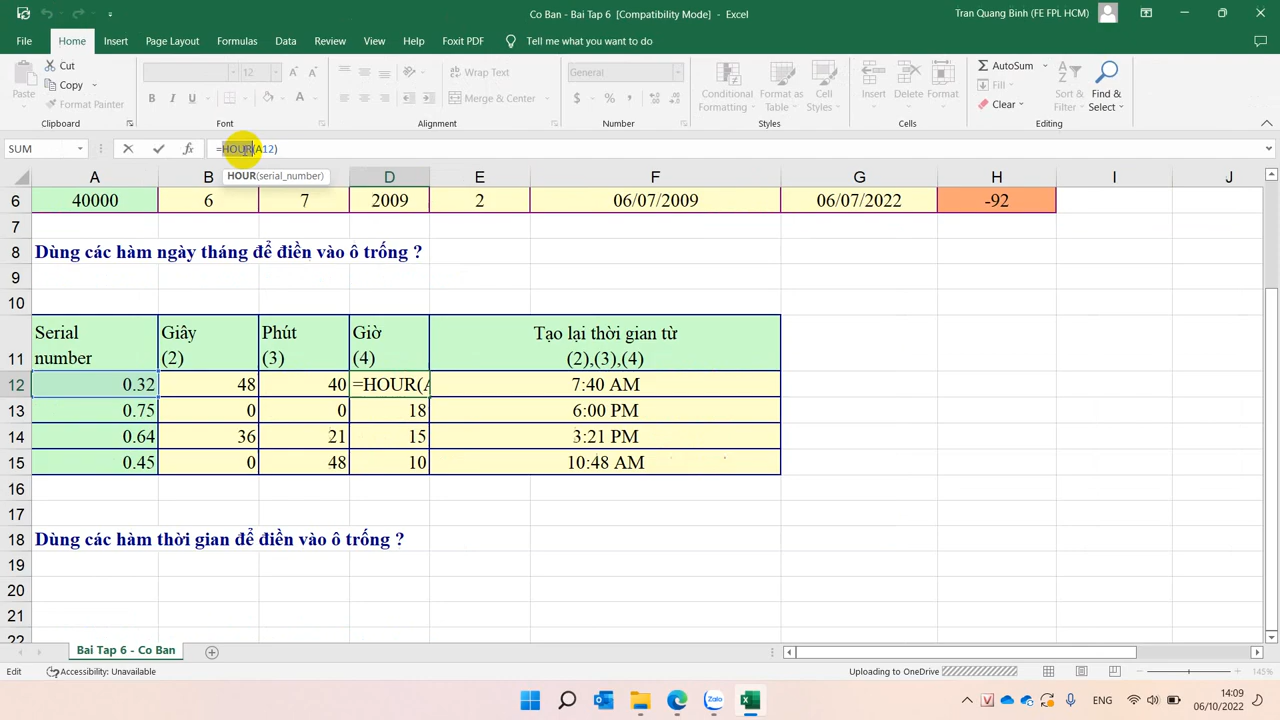 Co Ban - Bai Tap 6 [Compatibility Mode] - Excel
Tran Quang Binh (FE FPL HCM)
File Home Insert Page Layout Formulas Data Review View Help Foxit PDF Tell me what you want to do
Paste
Cut
Copy
Format Painter
Clipboard
12
B I U A
Font
Wrap Text
Merge & Center
Alignment
General
$ % ,
Number
Conditional Formatting
Format as Table
Cell Styles
Styles
Insert Delete Format
Cells
AutoSum
Fill
Clear
Sort & Filter
Find & Select
Editing
SUM fx =HOUR(A12)
HOUR(serial_number)
A B C D E F G H I J
6 40000 6 7 2009 2 06/07/2009 06/07/2022 -92
7
8 Dùng các hàm ngày tháng để điền vào ô trống ?
9
10
11 Serial number Giây (2) Phút (3) Giờ (4) Tạo lại thời gian từ (2),(3),(4)
12 0.32 48 40 =HOUR(A 7:40 AM
13 0.75 0 0 18 6:00 PM
14 0.64 36 21 15 3:21 PM
15 0.45 0 48 10 10:48 AM
16
17
18 Dùng các hàm thời gian để điền vào ô trống ?
19
20
21
22
Bai Tap 6 - Co Ban
Edit Accessibility: Unavailable Uploading to OneDrive 145%
Zalo ENG 14:09
06/10/2022